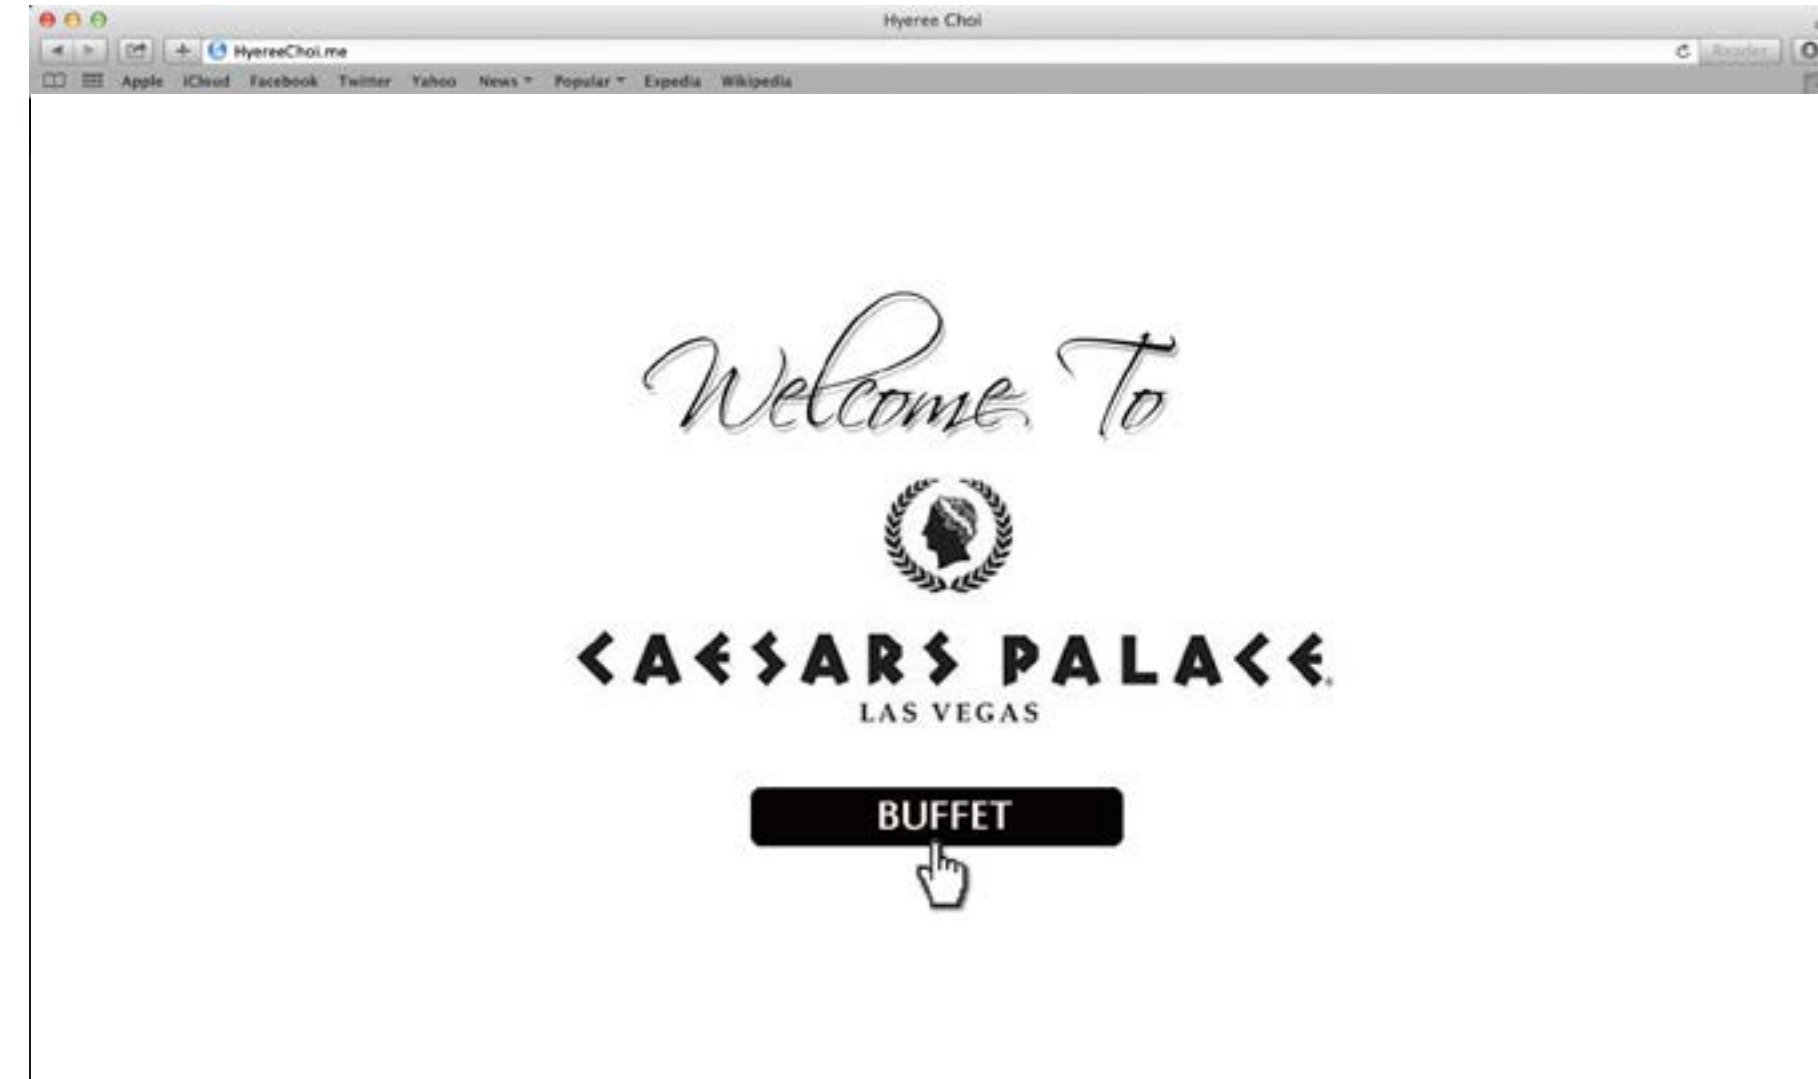 Hyeree Choi
HyereeChoi.me
Reader
Apple iCloud Facebook Twitter Yahoo News Popular Expedia Wikipedia
Welcome To
CAESARS PALACE®
LAS VEGAS
BUFFET